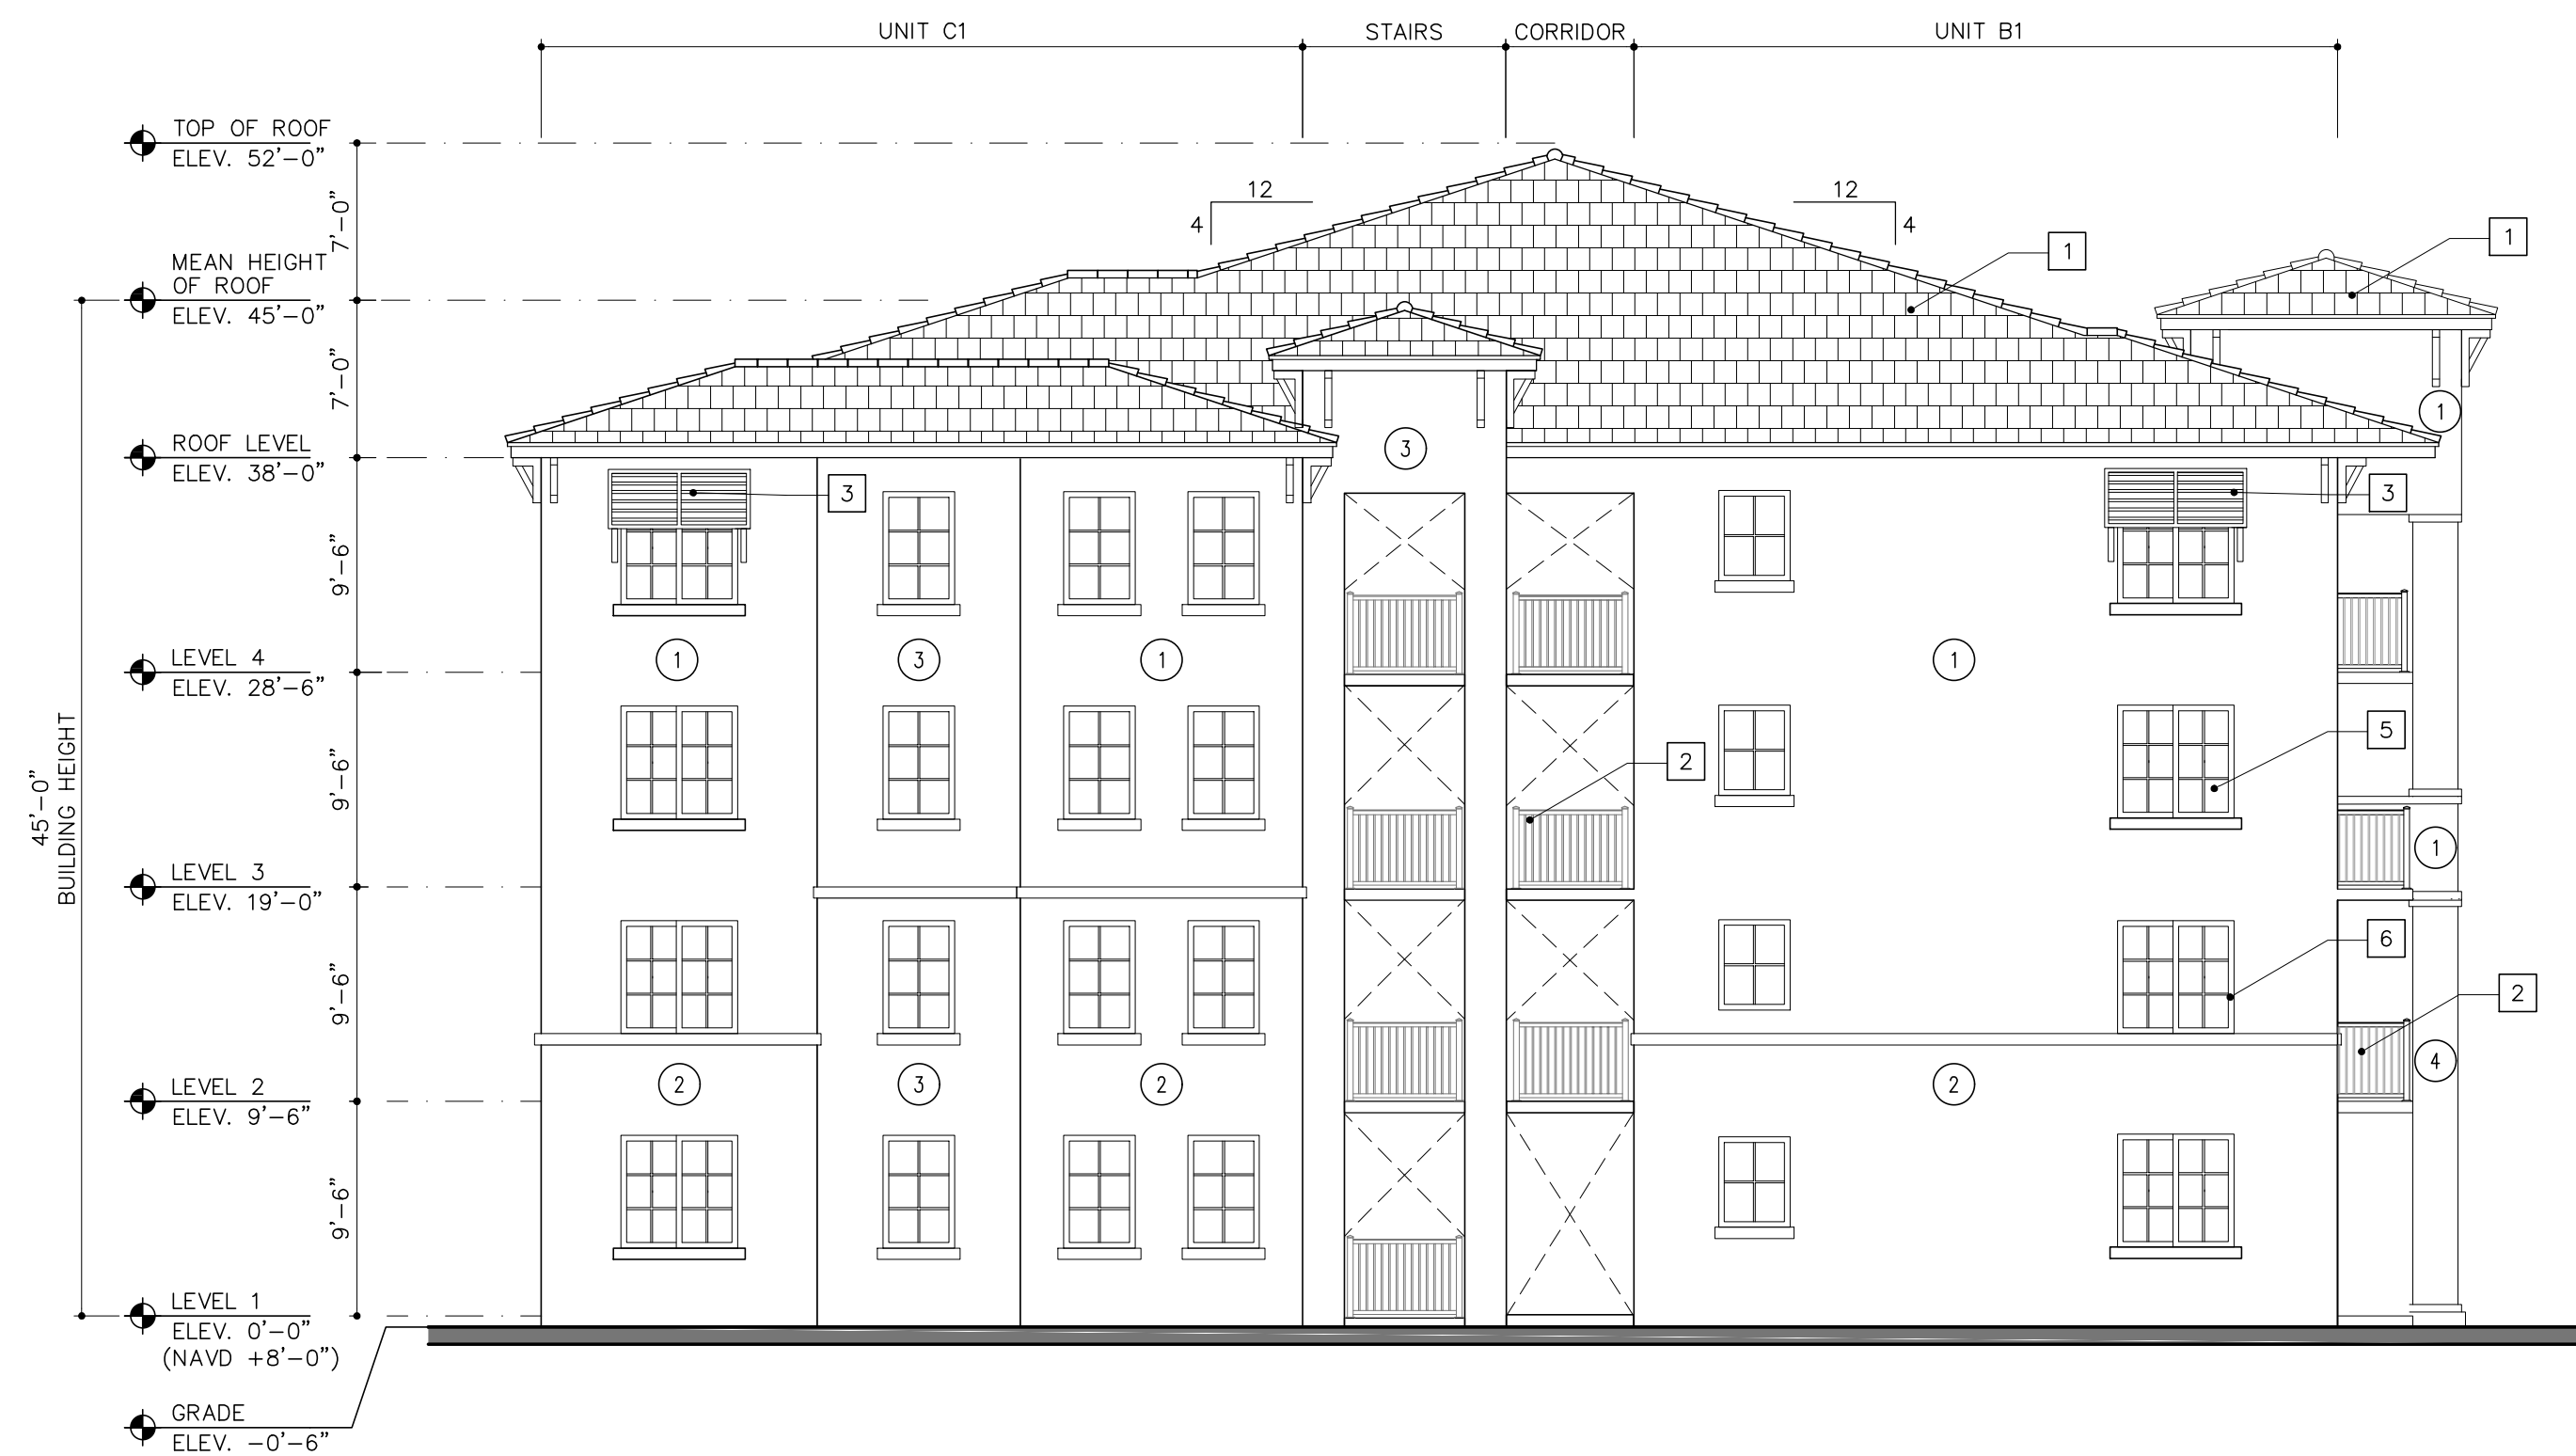 UNIT C1
STAIRS
CORRIDOR
UNIT B1
TOP OF ROOF
ELEV. 52'-0"
7'-0"
12
4
12
4
1
1
MEAN HEIGHT
OF ROOF
ELEV. 45'-0"
7'-0"
1
ROOF LEVEL
ELEV. 38'-0"
3
3
3
9'-6"
1
3
1
1
LEVEL 4
ELEV. 28'-6"
5
2
9'-6"
45'-0"
BUILDING HEIGHT
1
LEVEL 3
ELEV. 19'-0"
6
9'-6"
2
4
2
3
2
2
LEVEL 2
ELEV. 9'-6"
9'-6"
LEVEL 1
ELEV. 0'-0"
(NAVD +8'-0")
GRADE
ELEV. -0'-6"